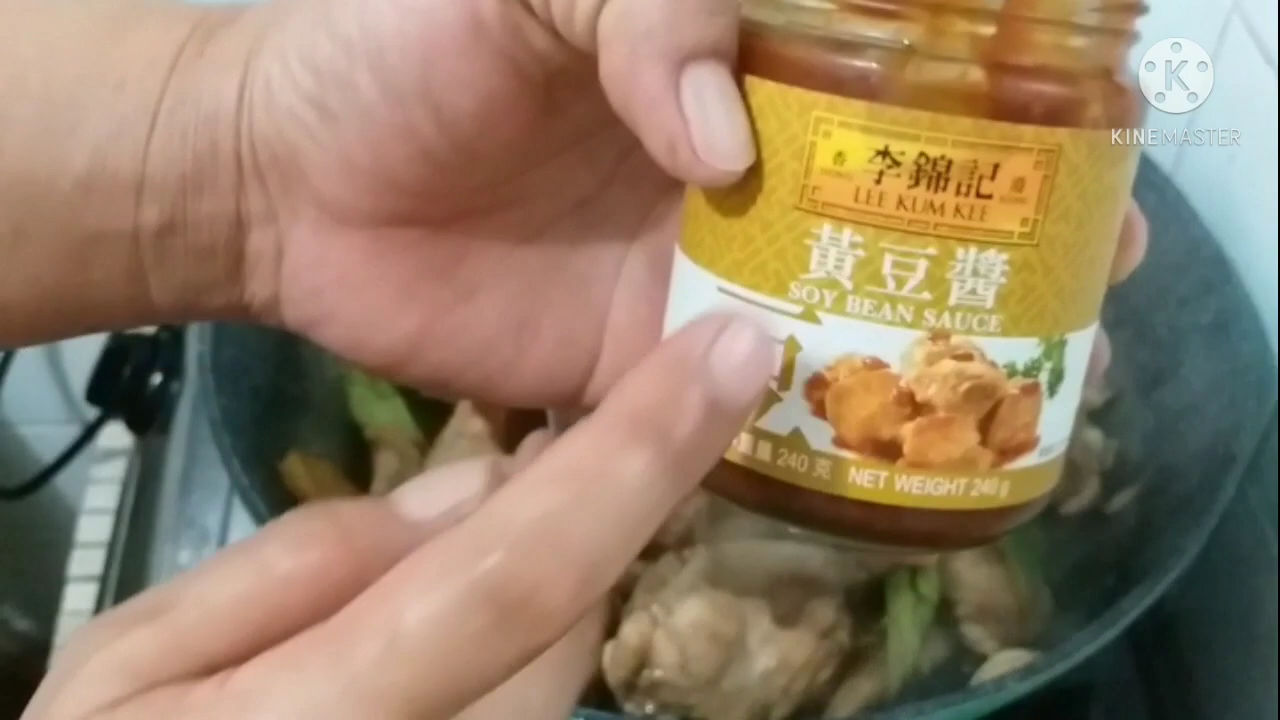 李錦記
LEE KUM KEE
黃豆醬
SOY BEAN SAUCE
240 克 NET WEIGHT 240 g
K
KINEMASTER